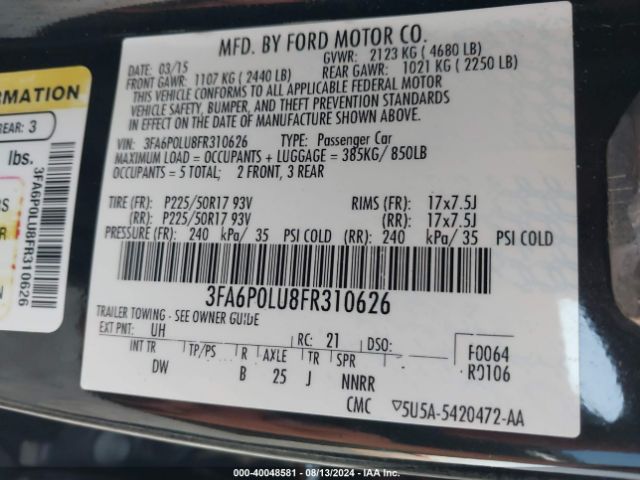 MFD. BY FORD MOTOR CO.
DATE: 03/15
GVWR: 2123 KG (4680 LB)
FRONT GAWR: 1107 KG (2440 LB)
REAR GAWR: 1021 KG (2250 LB)
THIS VEHICLE CONFORMS TO ALL APPLICABLE FEDERAL MOTOR
VEHICLE SAFETY, BUMPER, AND THEFT PREVENTION STANDARDS
IN EFFECT ON THE DATE OF MANUFACTURE SHOWN ABOVE.
VIN: 3FA6P0LU8FR310626 TYPE: Passenger Car
MAXIMUM LOAD = OCCUPANTS + LUGGAGE = 385KG/850LB
OCCUPANTS = 5 TOTAL; 2 FRONT, 3 REAR
TIRE (FR): P225/50R17 93V RIMS (FR): 17x7.5J
(RR): P225/50R17 93V (RR): 17x7.5J
PRESSURE (FR): 240 kPa/ 35 PSI COLD (RR): 240 kPa/ 35 PSI COLD
3FA6P0LU8FR310626
TRAILER TOWING - SEE OWNER GUIDE
EXT PNT: UH RC: 21 DSO: F0064
INT TR TP/PS R AXLE TR SPR R0106
DW B 25 J NNRR
CMC 5U5A-5420472-AA
ORMATION
REAR: 3
lbs.
RS
R
3FA6P0LU8FR310626
000-40048581 - 08/13/2024 - IAA Inc.